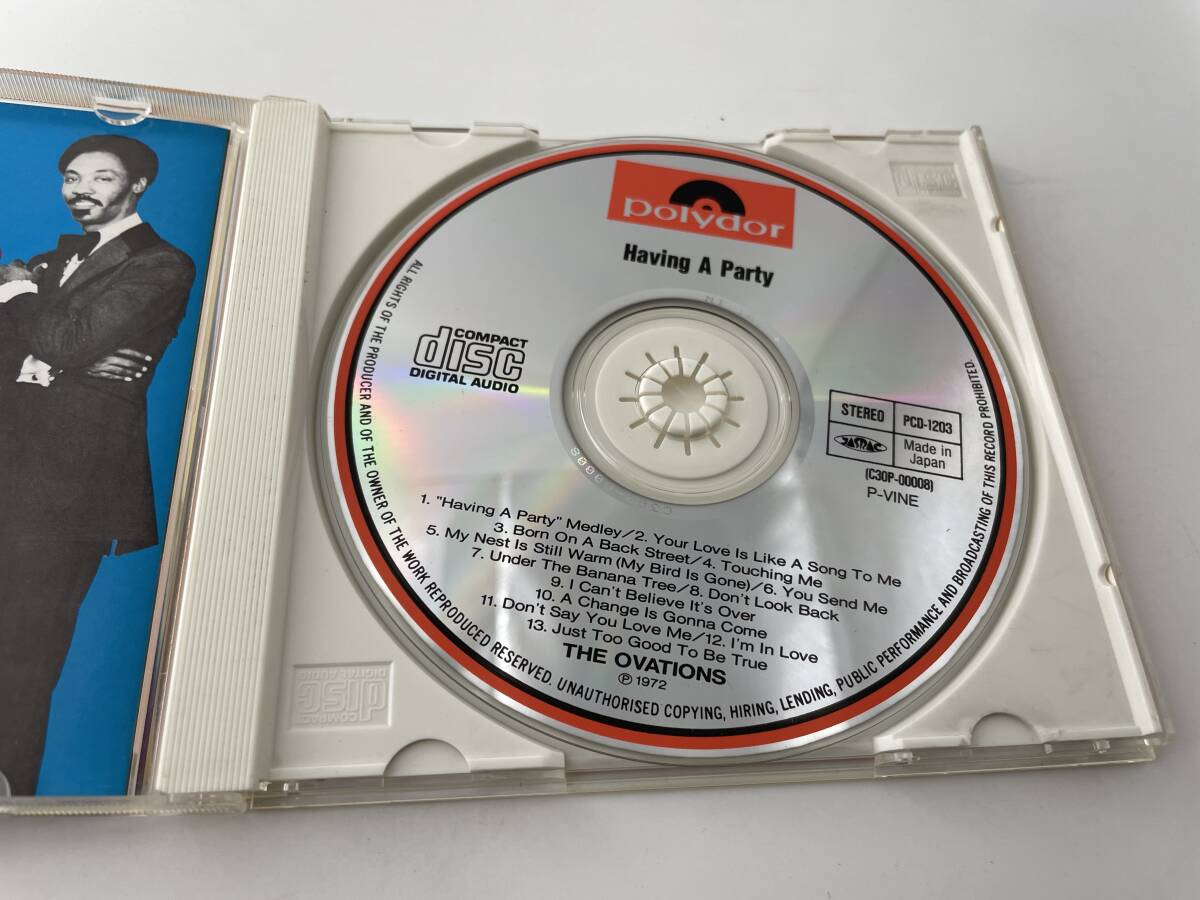 polydor
Having A Party
COMPACT
disc
DIGITAL AUDIO
STEREO
PCD-1203
JASRAC
Made in
Japan
(C30P-00008)
P-VINE
1. "Having A Party" Medley/2. Your Love Is Like A Song To Me
3. Born On A Back Street/4. Touching Me
5. My Nest Is Still Warm (My Bird Is Gone)/6. You Send Me
7. Under The Banana Tree/8. Don't Look Back
9. I Can't Believe It's Over
10. A Change Is Gonna Come
11. Don't Say You Love Me/12. I'm In Love
13. Just Too Good To Be True
THE OVATIONS
℗ 1972
ALL RIGHTS OF THE PRODUCER AND OF THE OWNER OF THE WORK REPRODUCED RESERVED. UNAUTHORISED COPYING, HIRING, LENDING, PUBLIC PERFORMANCE AND BROADCASTING OF THIS RECORD PROHIBITED.
COMPACT
disc
DIGITAL AUDIO
disc